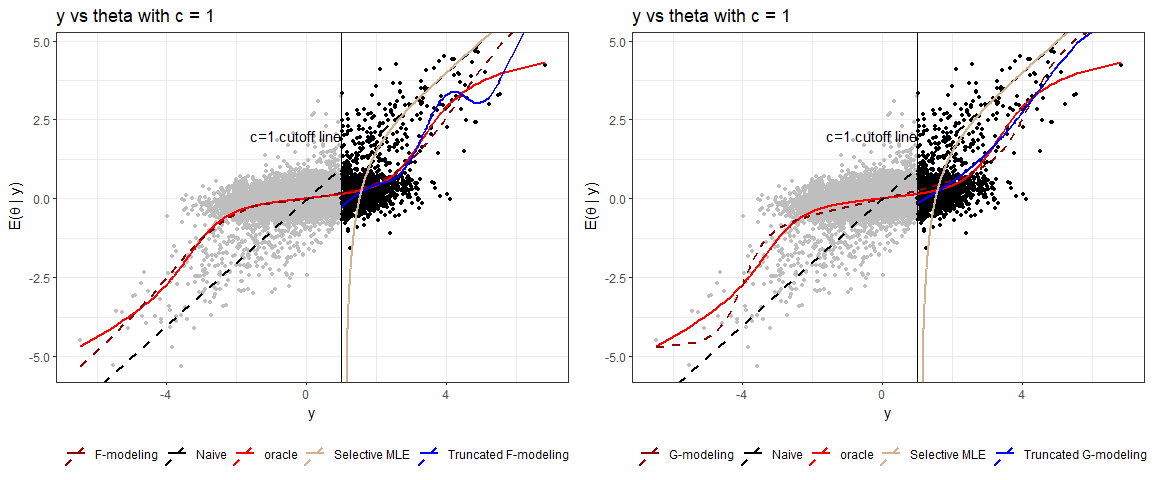 y vs theta with c = 1
5.0
2.5
0.0
-2.5
-5.0
E(θ | y)
c=1 cutoff line
-4
0
4
y
F-modeling Naive oracle Selective MLE Truncated F-modeling
y vs theta with c = 1
5.0
2.5
0.0
-2.5
-5.0
E(θ | y)
c=1 cutoff line
-4
0
4
y
G-modeling Naive oracle Selective MLE Truncated G-modeling